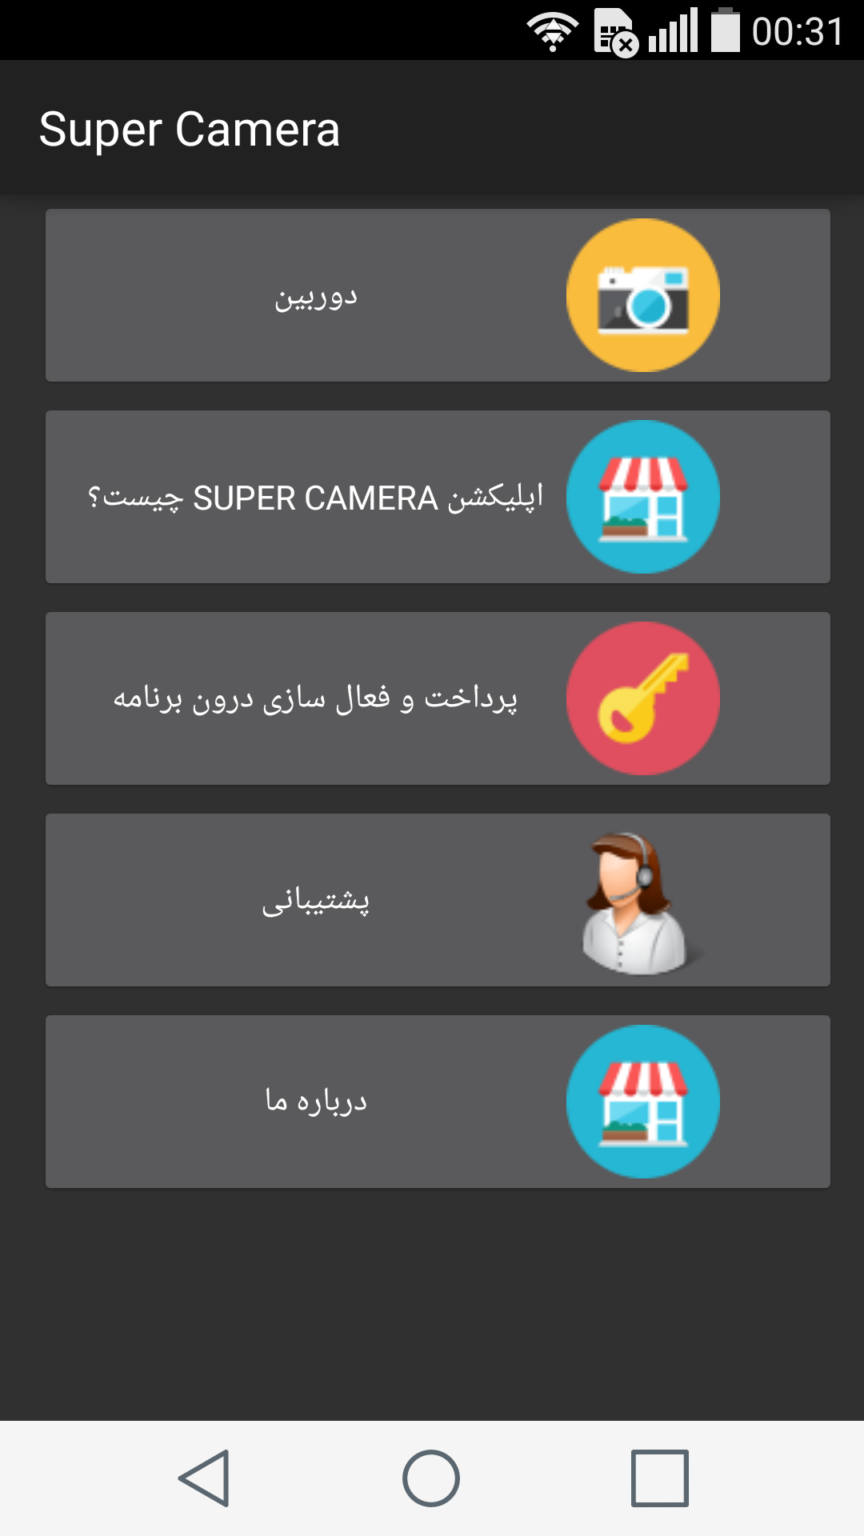 00:31
Super Camera
دوربین
اپلیکشن SUPER CAMERA چیست؟
پرداخت و فعال سازی درون برنامه
پشتیبانی
درباره ما